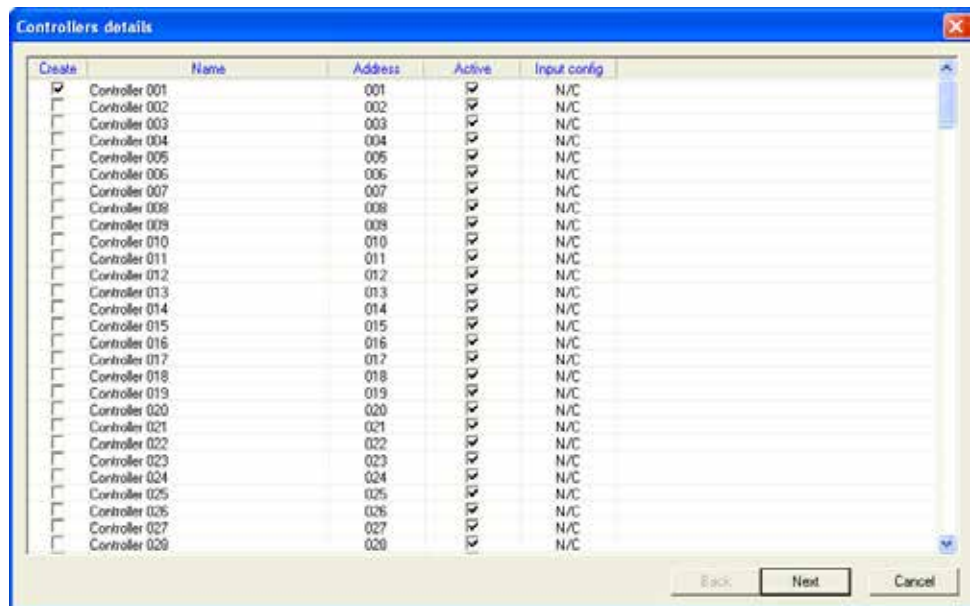 Controllers details
Create Name Address Active Input config
Controller 001 001 N/C
Controller 002 002 N/C
Controller 003 003 N/C
Controller 004 004 N/C
Controller 005 005 N/C
Controller 006 006 N/C
Controller 007 007 N/C
Controller 008 008 N/C
Controller 009 009 N/C
Controller 010 010 N/C
Controller 011 011 N/C
Controller 012 012 N/C
Controller 013 013 N/C
Controller 014 014 N/C
Controller 015 015 N/C
Controller 016 016 N/C
Controller 017 017 N/C
Controller 018 018 N/C
Controller 019 019 N/C
Controller 020 020 N/C
Controller 021 021 N/C
Controller 022 022 N/C
Controller 023 023 N/C
Controller 024 024 N/C
Controller 025 025 N/C
Controller 026 026 N/C
Controller 027 027 N/C
Controller 028 028 N/C
Back Next Cancel